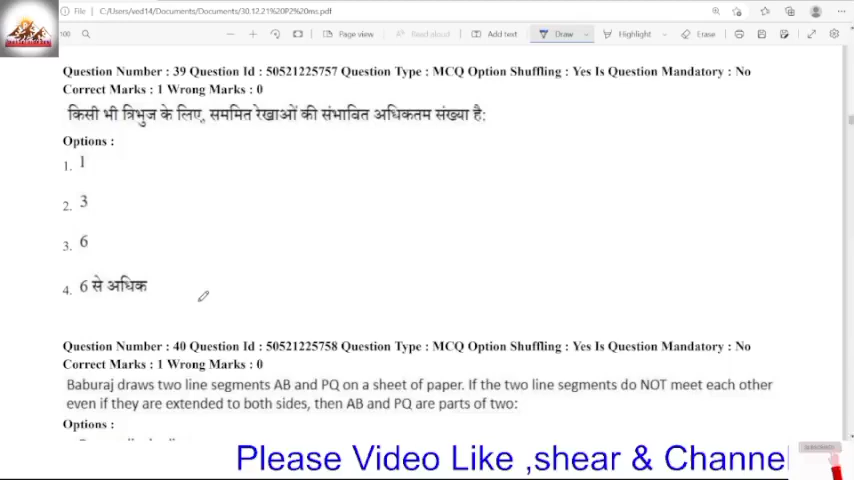 File C:/Users/ved14/Documents/Documents/30.12.21%20P2%20ms.pdf
100 Page view Read aloud Add text Draw Highlight Erase
Question Number : 39 Question Id : 50521225757 Question Type : MCQ Option Shuffling : Yes Is Question Mandatory : No
Correct Marks : 1 Wrong Marks : 0
किसी भी त्रिभुज के लिए, सममित रेखाओं की संभावित अधिकतम संख्या है:
Options :
1. 1
2. 3
3. 6
4. 6 से अधिक
Question Number : 40 Question Id : 50521225758 Question Type : MCQ Option Shuffling : Yes Is Question Mandatory : No
Correct Marks : 1 Wrong Marks : 0
Baburaj draws two line segments AB and PQ on a sheet of paper. If the two line segments do NOT meet each other
even if they are extended to both sides, then AB and PQ are parts of two:
Options :
Please Video Like ,shear & Channel